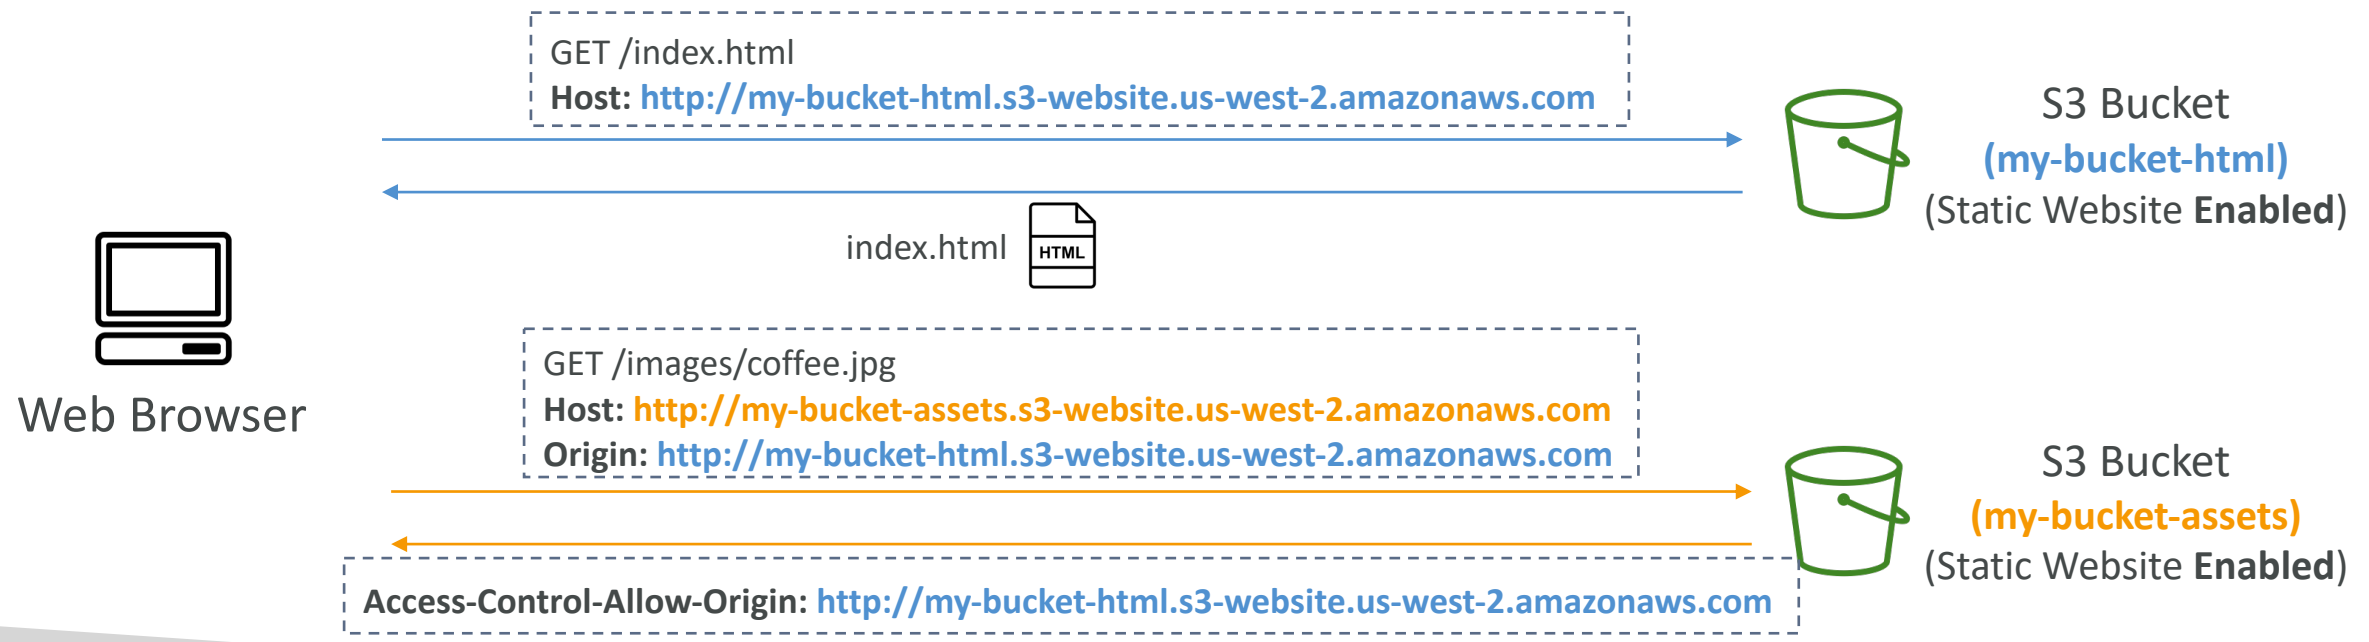 GET /index.html
Host: http://my-bucket-html.s3-website.us-west-2.amazonaws.com
S3 Bucket
(my-bucket-html)
(Static Website Enabled)
index.html
HTML
Web Browser
GET /images/coffee.jpg
Host: http://my-bucket-assets.s3-website.us-west-2.amazonaws.com
Origin: http://my-bucket-html.s3-website.us-west-2.amazonaws.com
S3 Bucket
(my-bucket-assets)
(Static Website Enabled)
Access-Control-Allow-Origin: http://my-bucket-html.s3-website.us-west-2.amazonaws.com